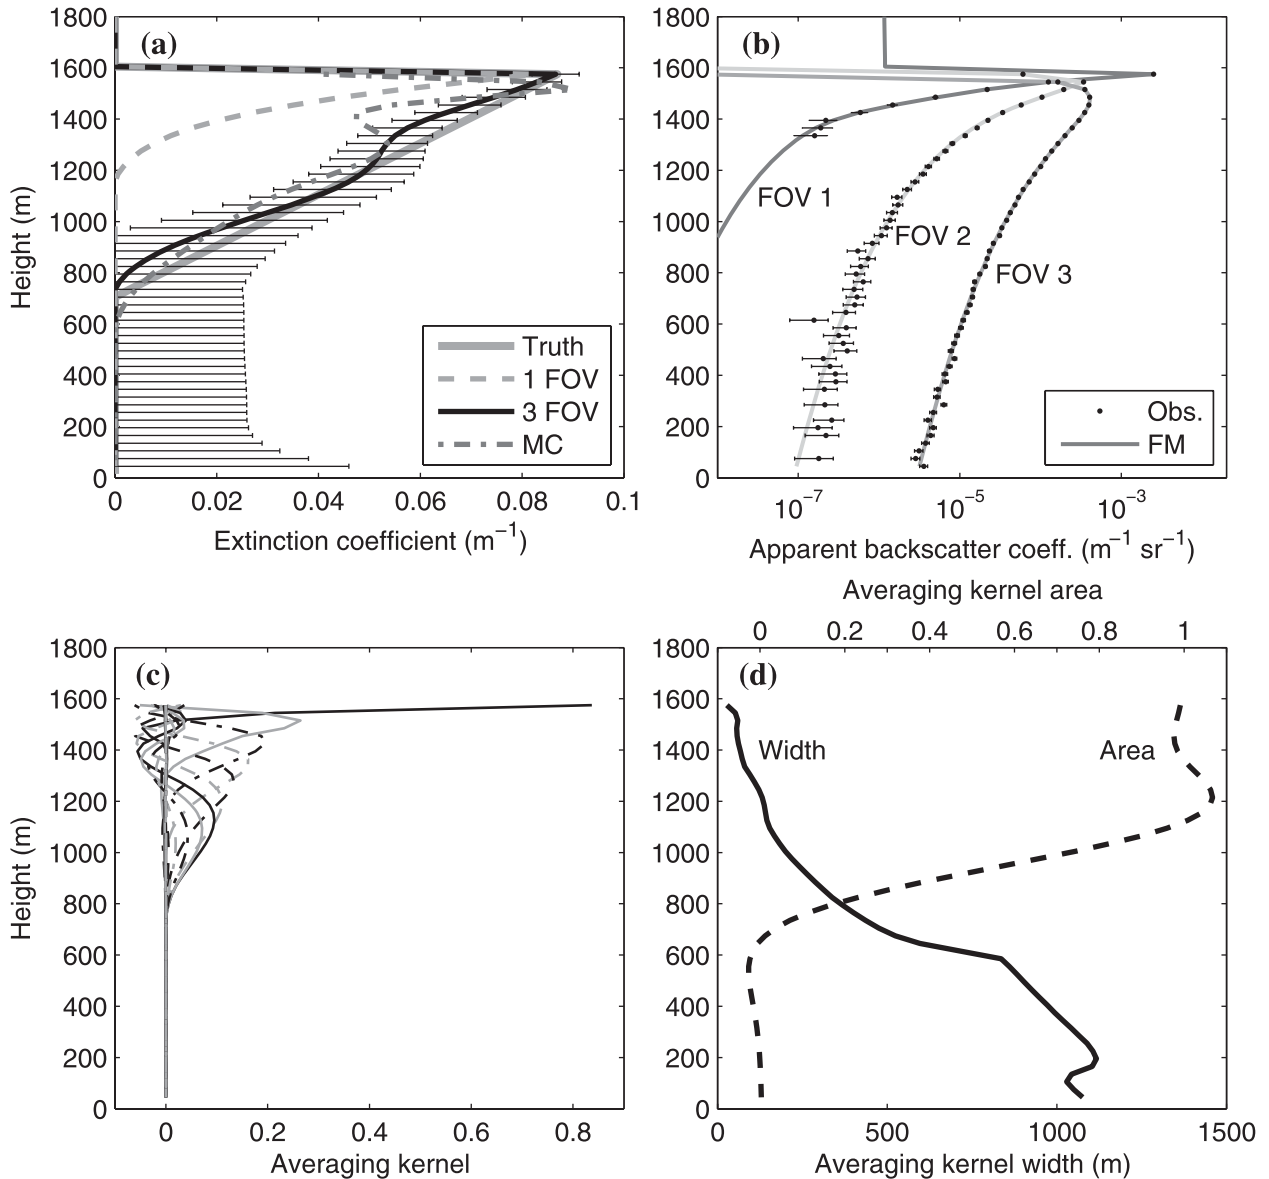 (a)
1800
1600
1400
1200
1000
800
600
400
200
0
Height (m)
Truth
1 FOV
3 FOV
MC
0 0.02 0.04 0.06 0.08 0.1
Extinction coefficient (m−1)
(b)
1800
1600
1400
1200
1000
800
600
400
200
0
FOV 1
FOV 2
FOV 3
Obs.
FM
10−7 10−5 10−3
Apparent backscatter coeff. (m−1 sr−1)
(c)
1800
1600
1400
1200
1000
800
600
400
200
0
Height (m)
0 0.2 0.4 0.6 0.8
Averaging kernel
Averaging kernel area
0 0.2 0.4 0.6 0.8 1
(d)
1800
1600
1400
1200
1000
800
600
400
200
0
Width
Area
0 500 1000 1500
Averaging kernel width (m)